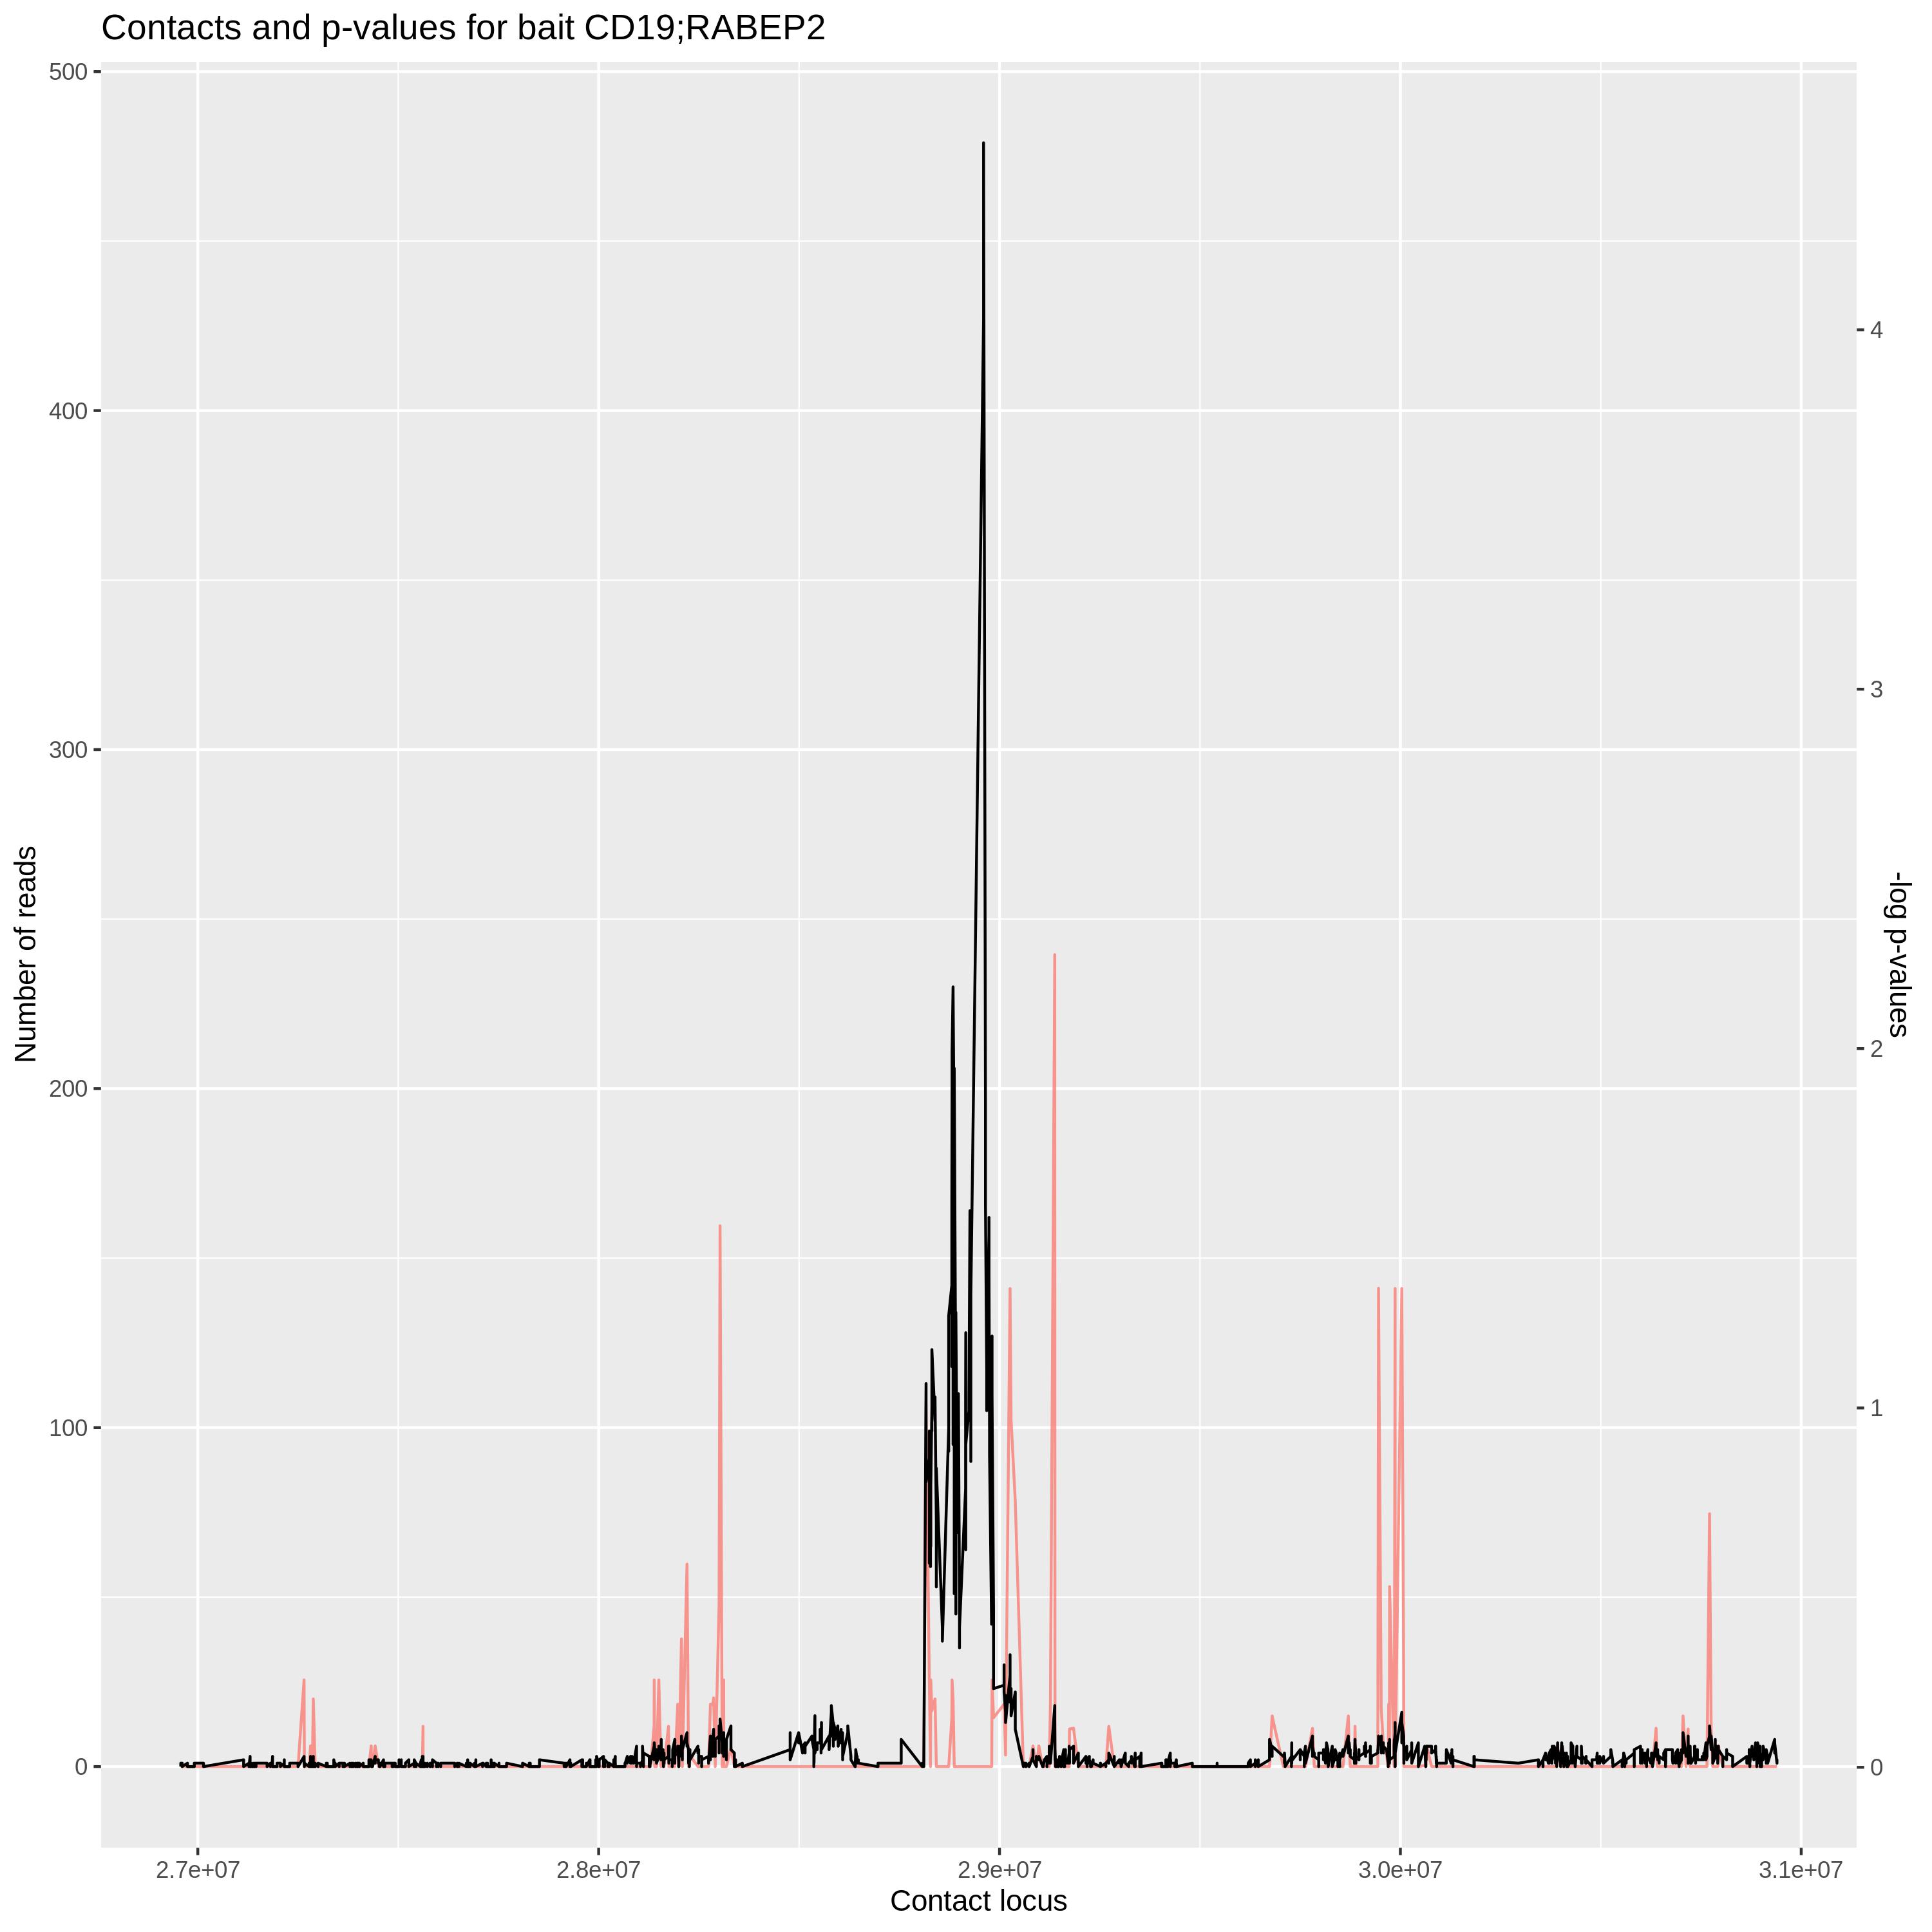 Contacts and p-values for bait CD19;RABEP2
500
400
300
200
100
0
Number of reads
4
3
2
1
0
-log p-values
2.7e+07 2.8e+07 2.9e+07 3.0e+07 3.1e+07
Contact locus